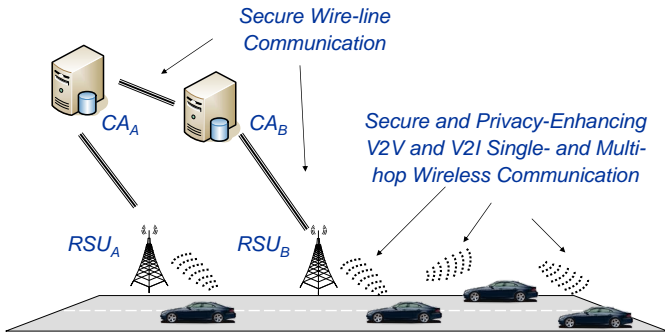 Secure Wire-line
Communication
CA_A
CA_B
Secure and Privacy-Enhancing
V2V and V2I Single- and Multi-
hop Wireless Communication
RSU_A
RSU_B